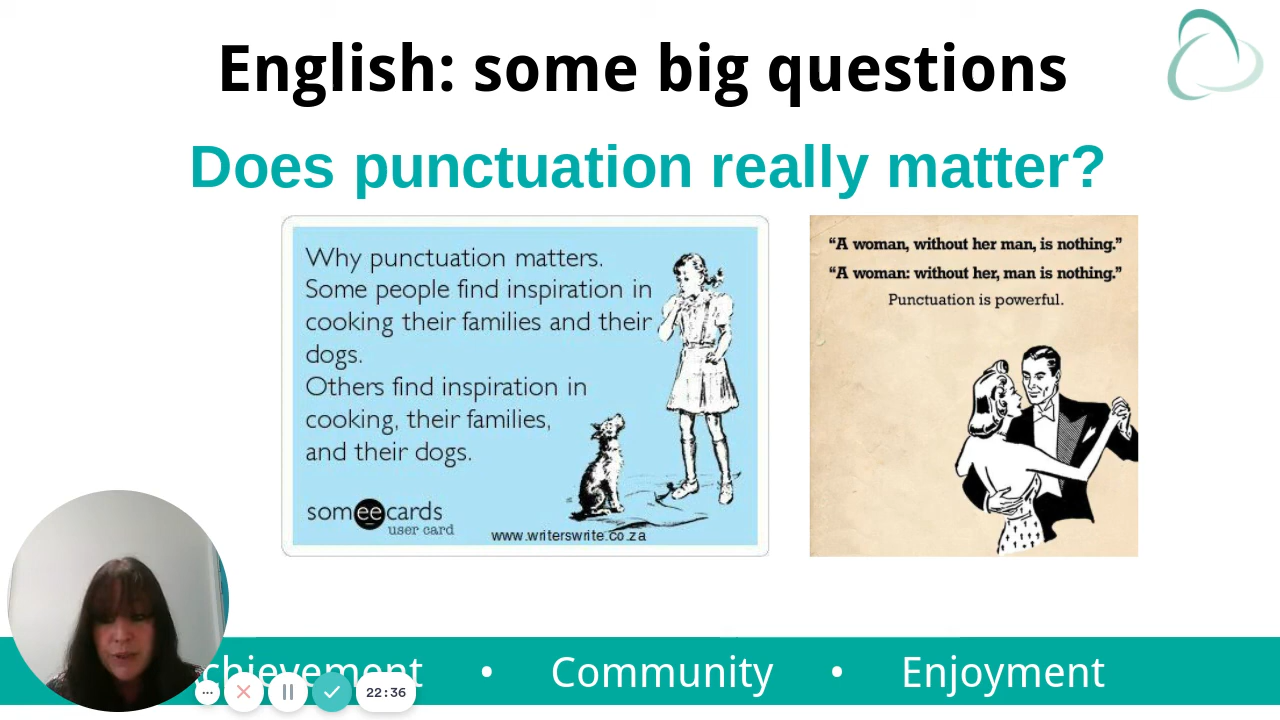 English: some big questions
Does punctuation really matter?
Why punctuation matters.
Some people find inspiration in
cooking their families and their
dogs.
Others find inspiration in
cooking, their families,
and their dogs.
someecards
user card
www.writerswrite.co.za
“A woman, without her man, is nothing.”
“A woman: without her, man is nothing.”
Punctuation is powerful.
chievement • Community • Enjoyment
22:36